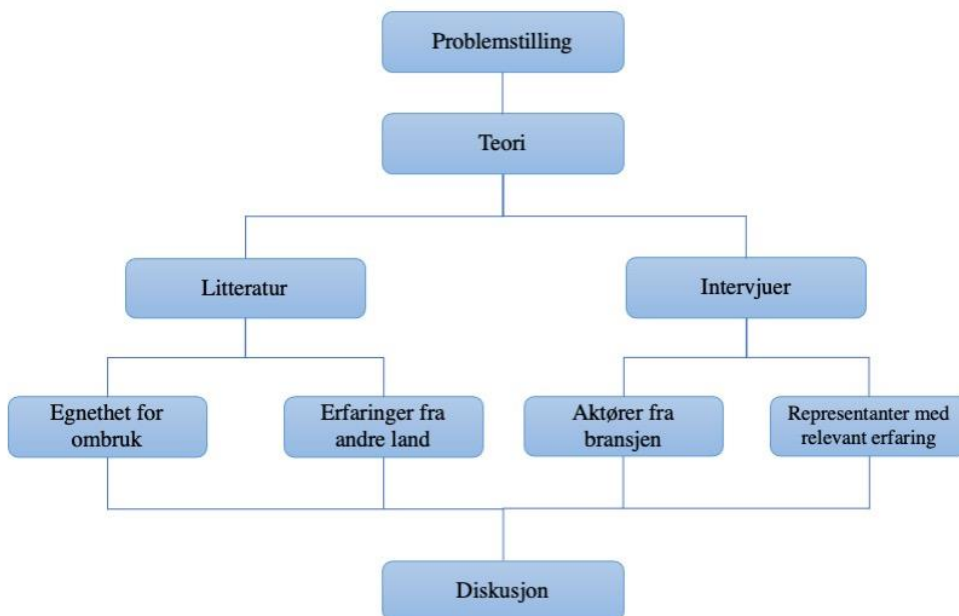 Problemstilling
Teori
Litteratur
Intervjuer
Egnethet for
ombruk
Erfaringer fra
andre land
Aktører fra
bransjen
Representanter med
relevant erfaring
Diskusjon